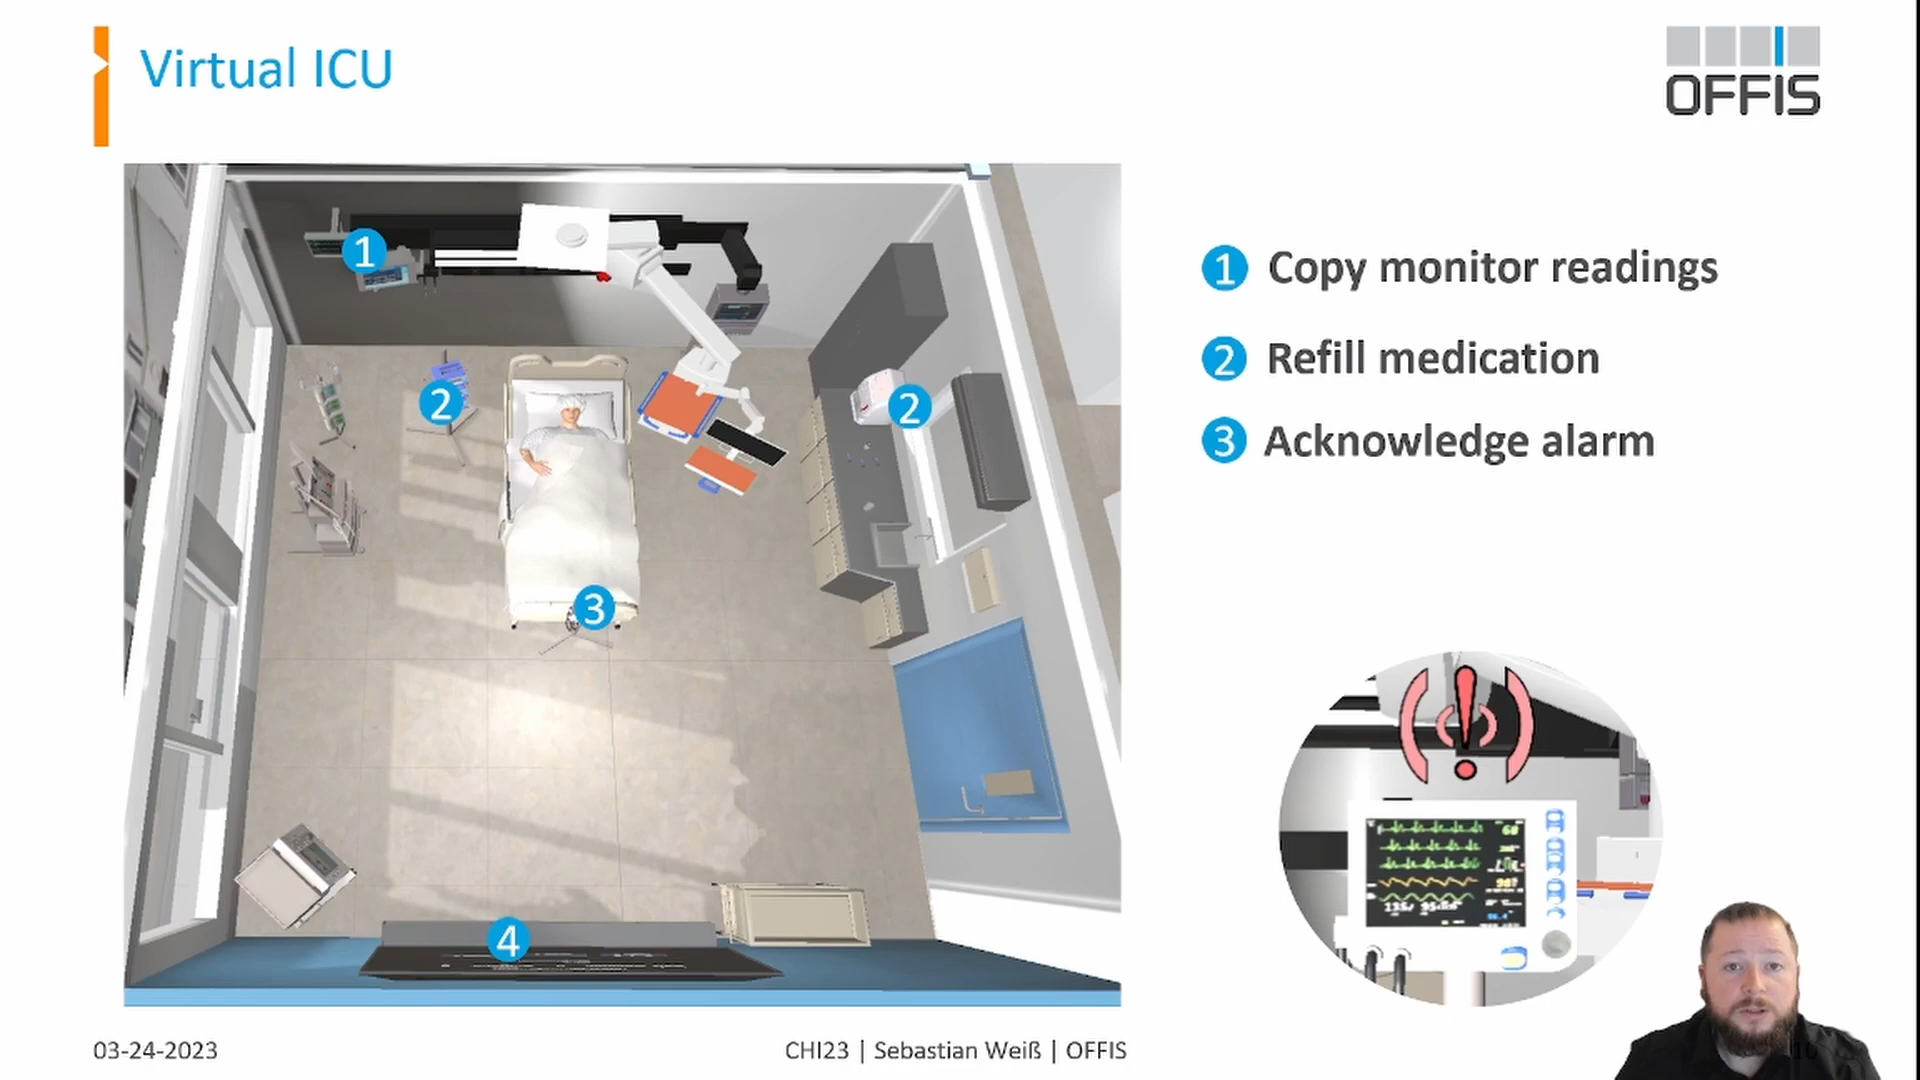 Virtual ICU
OFFIS
1
2
2
3
4
1 Copy monitor readings
2 Refill medication
3 Acknowledge alarm
03-24-2023
CHI23 | Sebastian Weiß | OFFIS
10